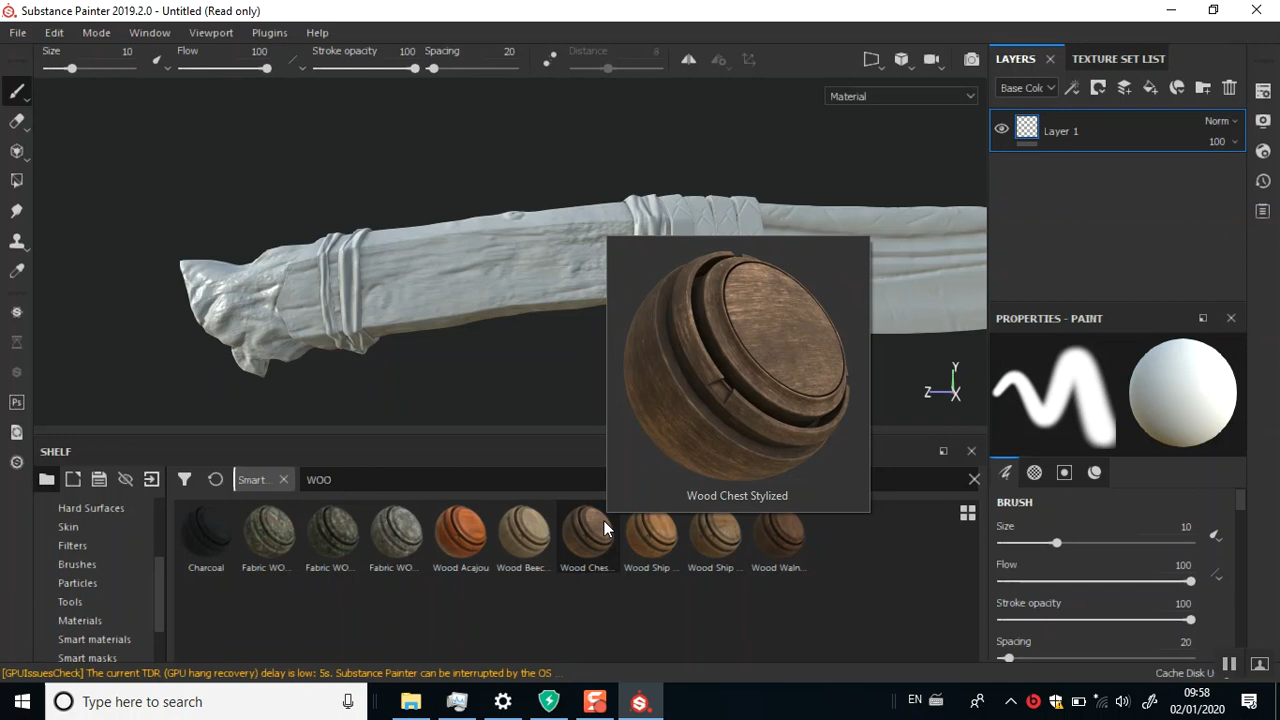 Substance Painter 2019.2.0 - Untitled (Read only)
File Edit Mode Window Viewport Plugins Help
Size 10 Flow 100 Stroke opacity 100 Spacing 20 Distance 8
LAYERS TEXTURE SET LIST
Base Col
Material
Layer 1 Norm
100
Y
Z X
PROPERTIES - PAINT
SHELF
Smart... WOO
Wood Chest Stylized
Hard Surfaces
Skin
Filters
Brushes
Particles
Tools
Materials
Smart materials
Smart masks
Charcoal Fabric WO... Fabric WO... Fabric WO... Wood Acajou Wood Beec... Wood Ches... Wood Ship ... Wood Ship ... Wood Waln...
BRUSH
Size 10
Flow 100
Stroke opacity 100
Spacing 20
[GPUIssuesCheck] The current TDR (GPU hang recovery) delay is low: 5s. Substance Painter can be interrupted by the OS ...
Cache Disk U
Ps
Type here to search
EN
09:58
02/01/2020